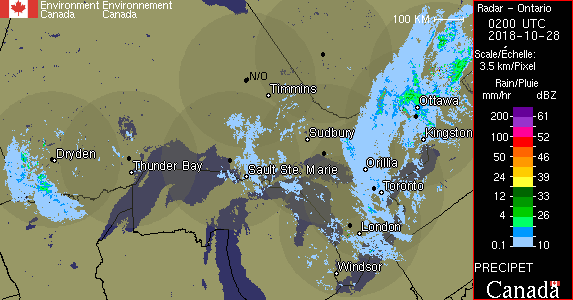 Environment Environnement
Canada Canada
100 KM
Radar - Ontario
0200 UTC
2018-10-28
Scale/Échelle:
3.5 km/Pixel
Rain/Pluie
mm/hr dBZ
200 61
100 52
50 46
24 39
12 33
4 26
0.1 10
PRECIPET
Canada
N/O
Timmins
Ottawa
Sudbury
Kingston
Dryden
Thunder Bay
Sault Ste. Marie
Orillia
Toronto
London
Windsor